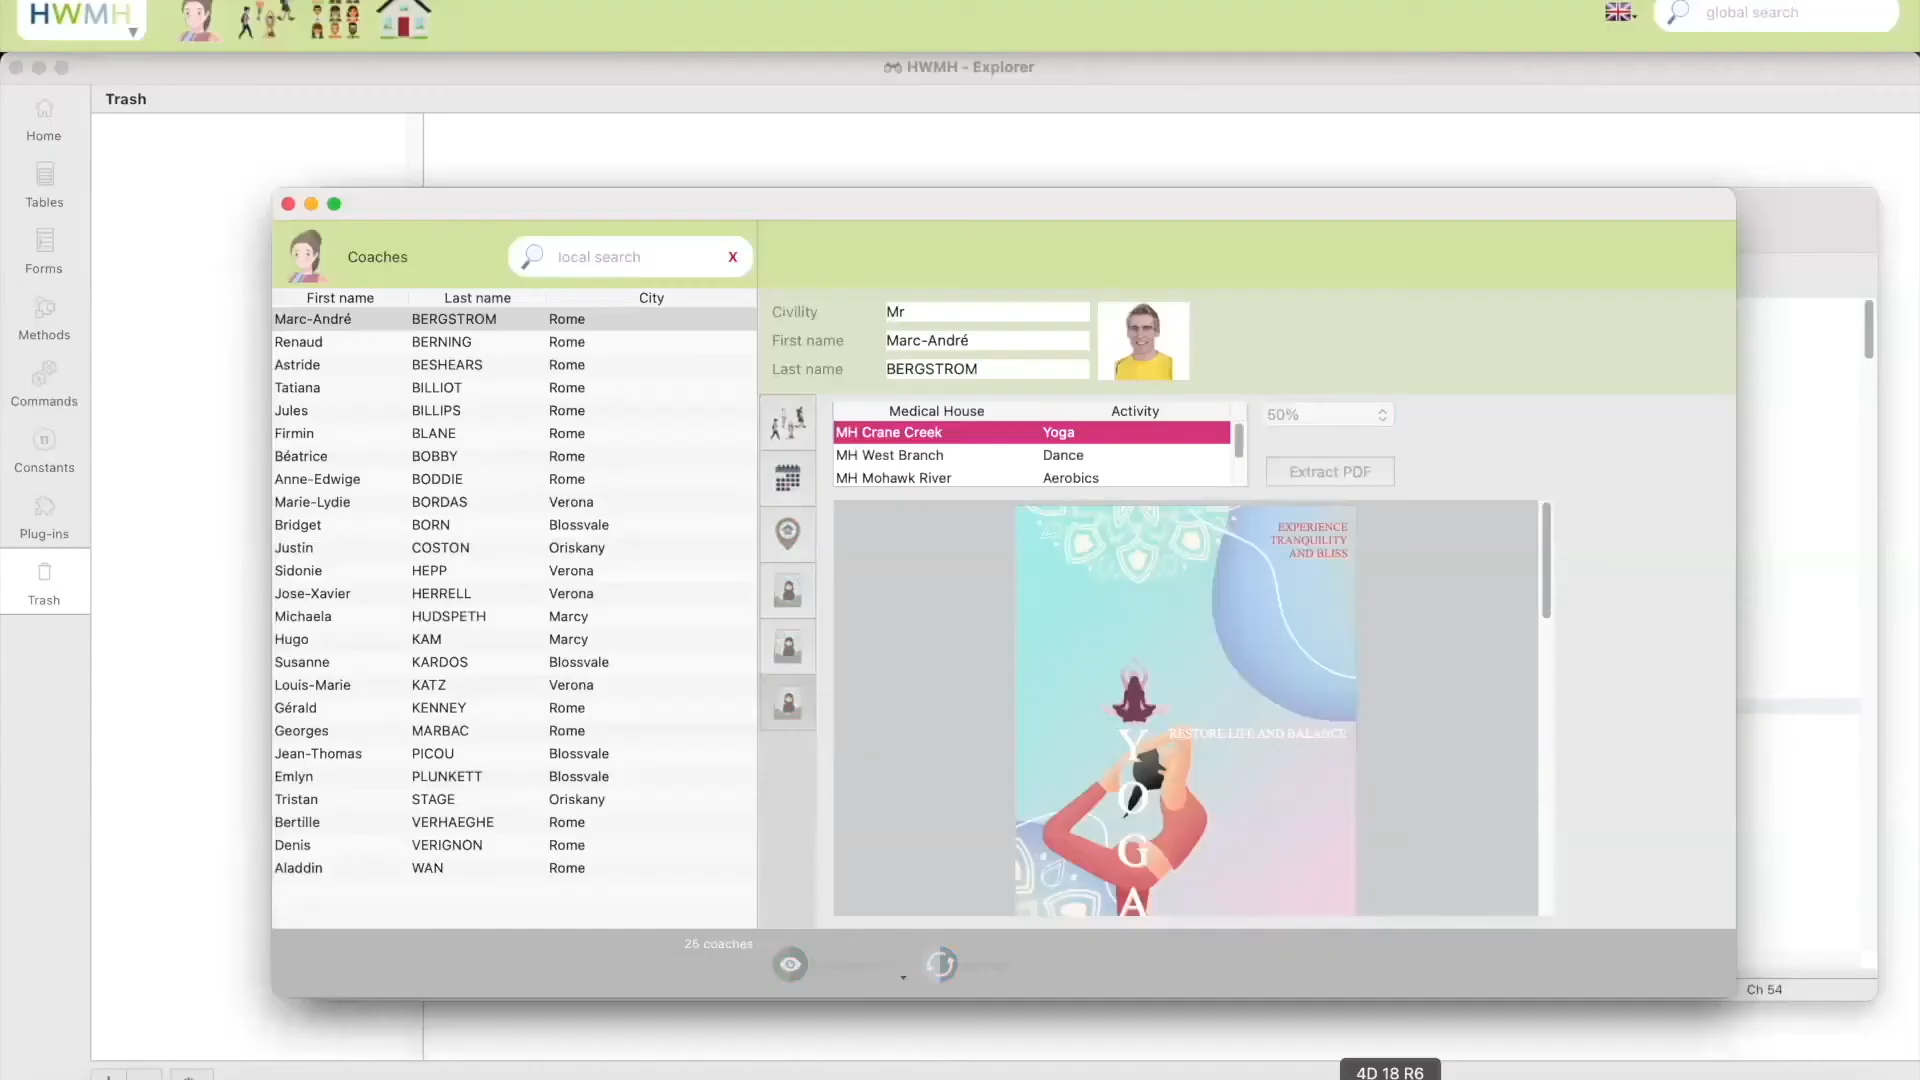 HWMH
global search
HWMH - Explorer
Trash
Home
Tables
Forms
Methods
Commands
Constants
Plug-ins
Trash
Coaches
local search
X
First name Last name City
Marc-André BERGSTROM Rome
Renaud BERNING Rome
Astride BESHEARS Rome
Tatiana BILLIOT Rome
Jules BILLIPS Rome
Firmin BLANE Rome
Béatrice BOBBY Rome
Anne-Edwige BODDIE Rome
Marie-Lydie BORDAS Verona
Bridget BORN Blossvale
Justin COSTON Oriskany
Sidonie HEPP Verona
Jose-Xavier HERRELL Verona
Michaela HUDSPETH Marcy
Hugo KAM Marcy
Susanne KARDOS Blossvale
Louis-Marie KATZ Verona
Gérald KENNEY Rome
Georges MARBAC Rome
Jean-Thomas PICOU Blossvale
Emlyn PLUNKETT Blossvale
Tristan STAGE Oriskany
Bertille VERHAEGHE Rome
Denis VERIGNON Rome
Aladdin WAN Rome
25 coaches
Civility Mr
First name Marc-André
Last name BERGSTROM
Medical House Activity
MH Crane Creek Yoga
MH West Branch Dance
MH Mohawk River Aerobics
50%
Extract PDF
EXPERIENCE
TRANQUILITY
AND BLISS
RESTORE LIFE AND BALANCE
Y
O
G
A
Ch 54
4D 18 R6